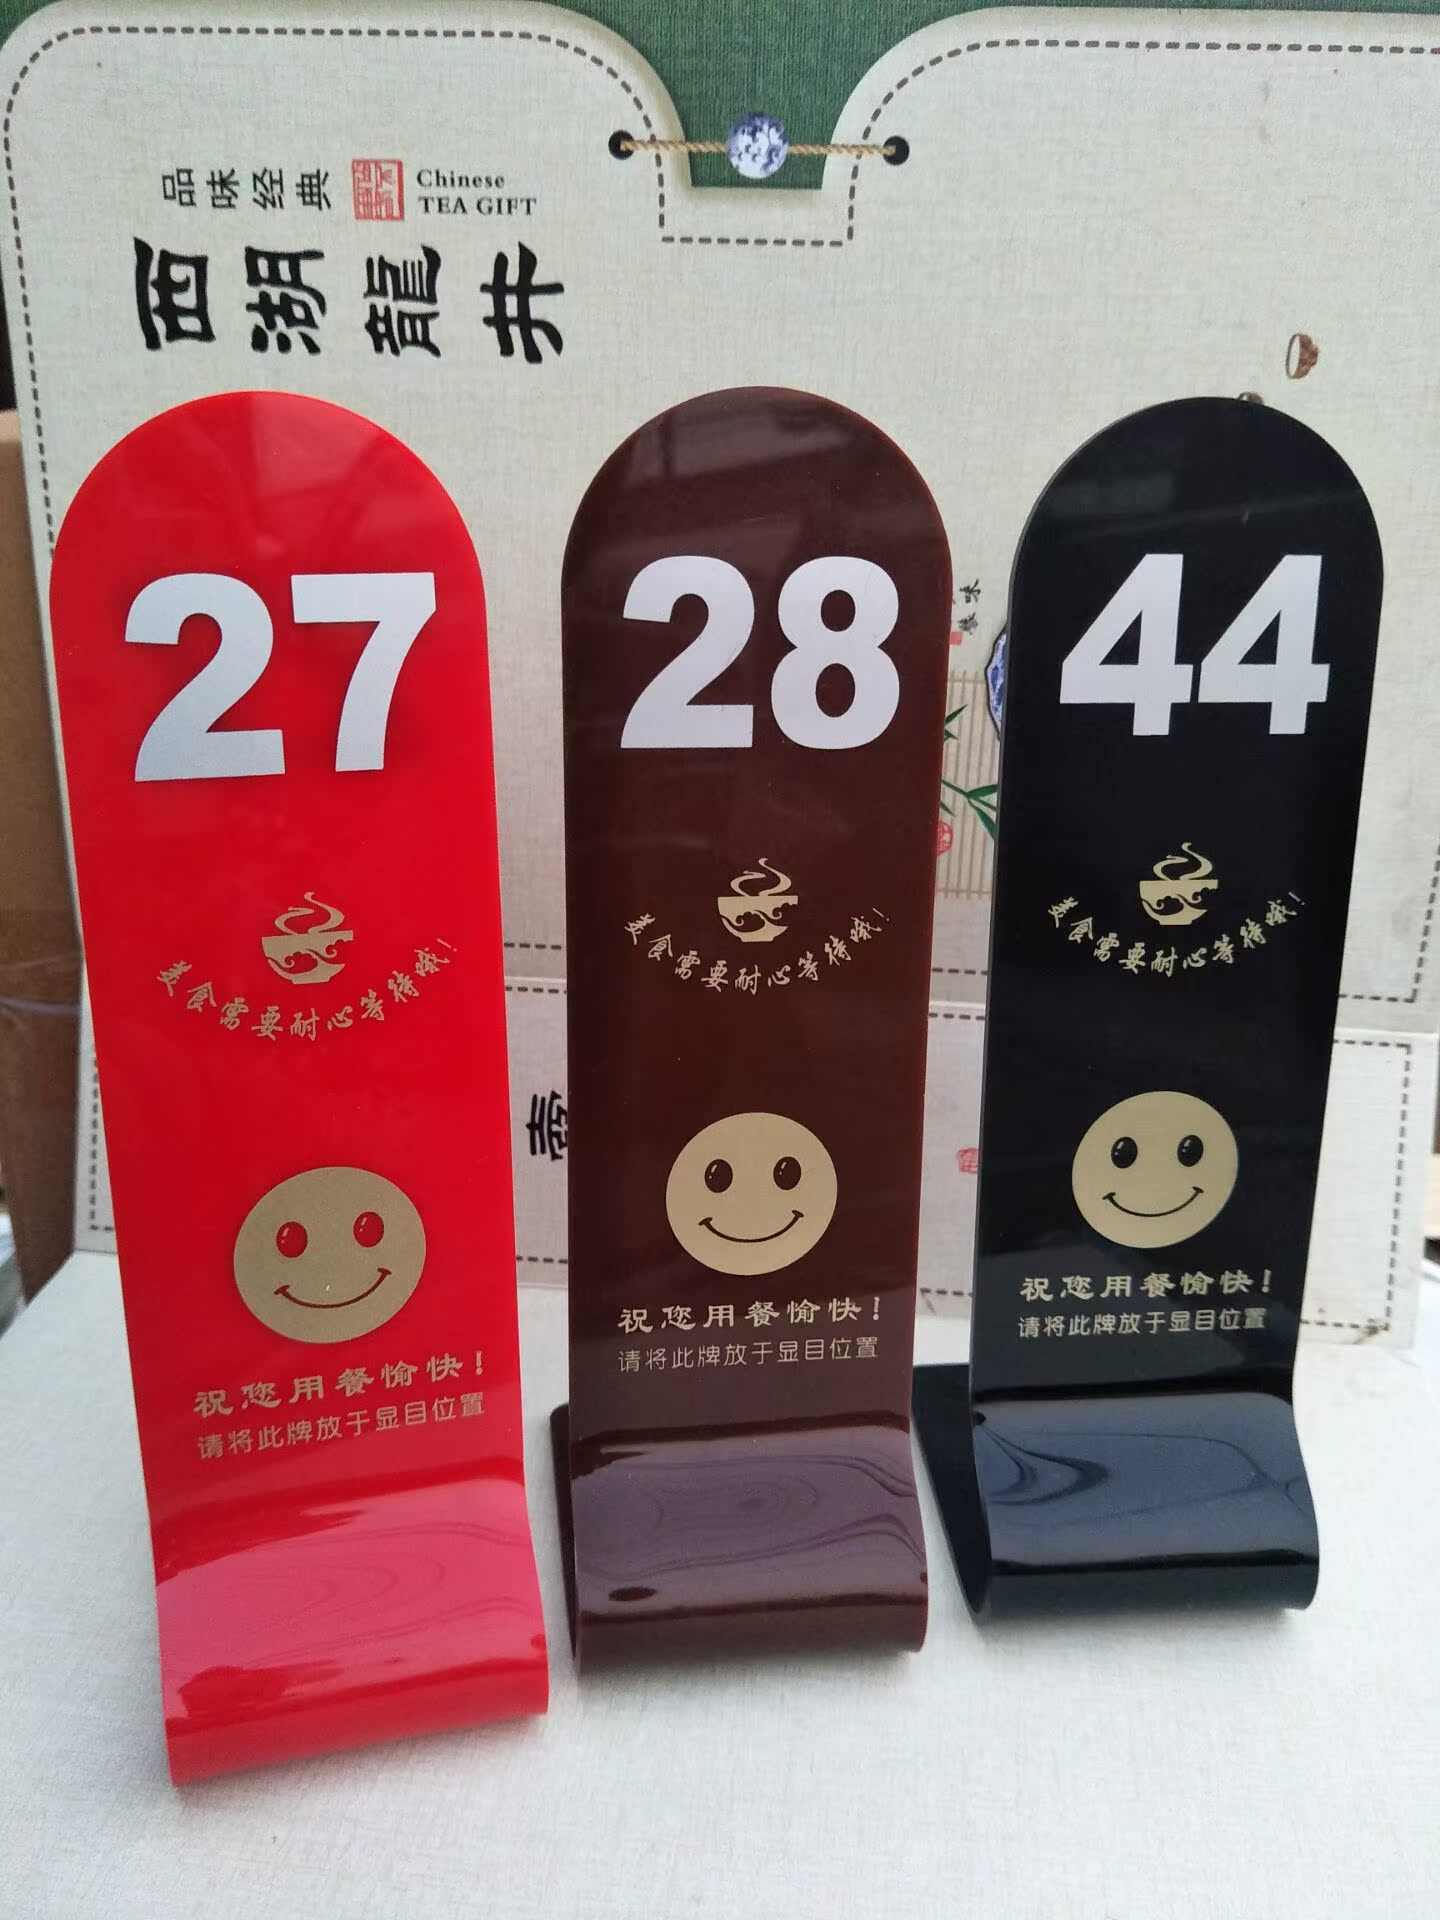 品味经典
Chinese
TEA GIFT
西湖龍井
27
美食需要耐心等待哦!
祝您用餐愉快!
请将此牌放于显目位置
28
美食需要耐心等待哦!
祝您用餐愉快!
请将此牌放于显目位置
44
美食需要耐心等待哦!
祝您用餐愉快!
请将此牌放于显目位置